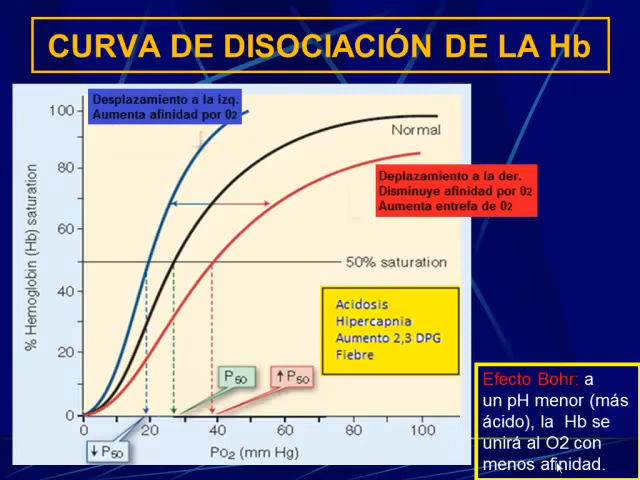 CURVA DE DISOCIACIÓN DE LA Hb
Desplazamiento a la izq.
Aumenta afinidad por 02
Normal
Deplazamiento a la der.
Disminuye afinidad por 02
Aumenta entrefa de 02
% Hemoglobin (Hb) saturation
100
80
60
40
20
0
50% saturation
Acidosis
Hipercapnia
Aumento 2,3 DPG
Fiebre
P50
↑ P50
↓ P50
0
20
40
60
80
100
Po2 (mm Hg)
Efecto Bohr: a
un pH menor (más
ácido), la Hb se
unirá al O2 con
menos afinidad.